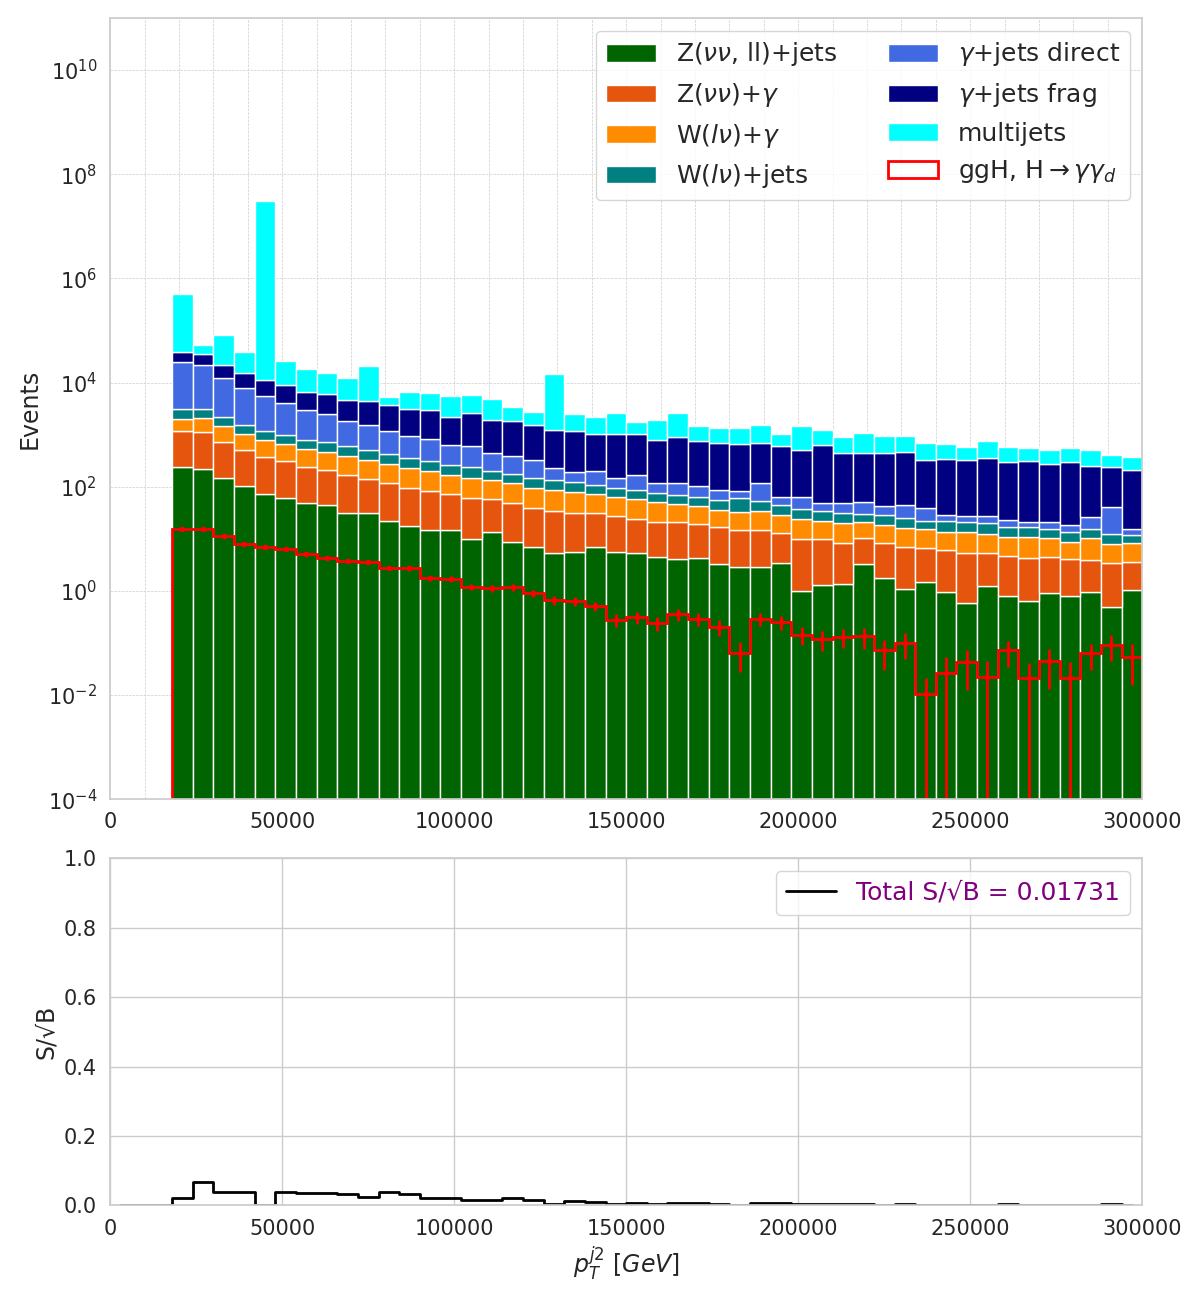 Z(νν, ll)+jets
Z(νν)+γ
W(lν)+γ
W(lν)+jets
γ+jets direct
γ+jets frag
multijets
ggH, H→γγ_d
Events
10^10
10^8
10^6
10^4
10^2
10^0
10^−2
10^−4
0 50000 100000 150000 200000 250000 300000
Total S/√B = 0.01731
S/√B
1.0
0.8
0.6
0.4
0.2
0.0
0 50000 100000 150000 200000 250000 300000
p_T^{j2} [GeV]